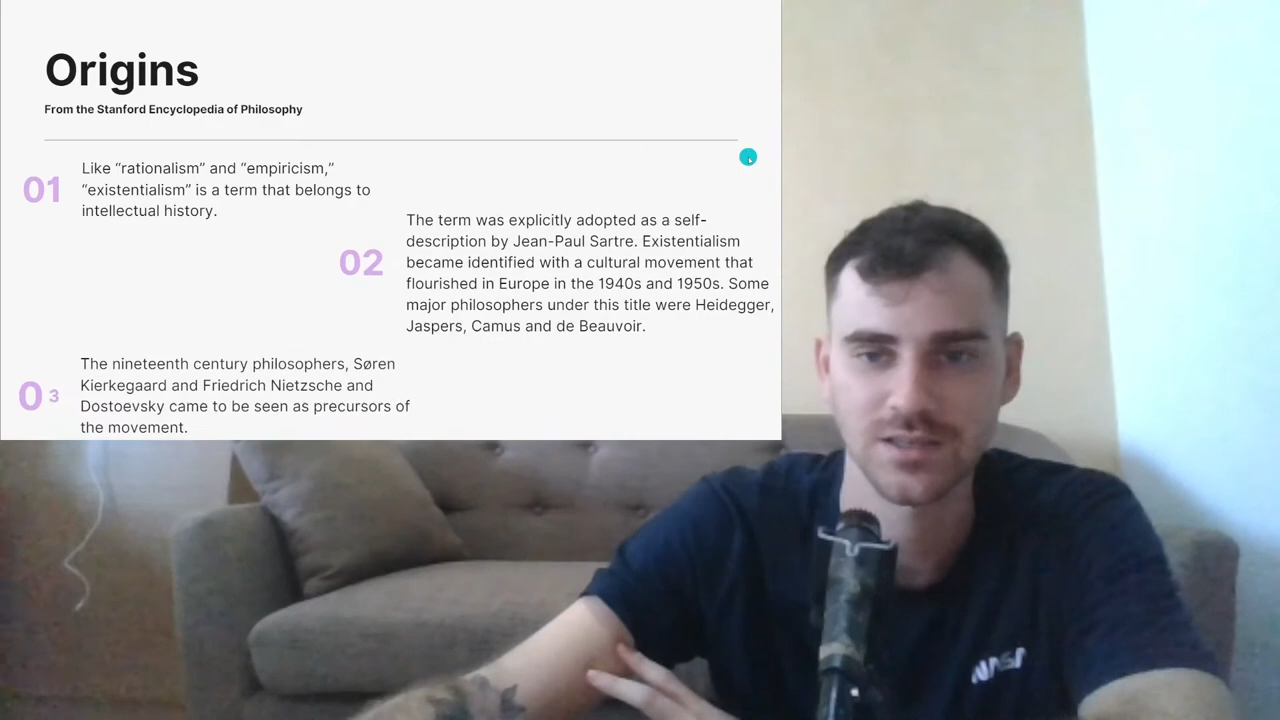 Origins
From the Stanford Encyclopedia of Philosophy
01
Like “rationalism” and “empiricism,”
“existentialism” is a term that belongs to
intellectual history.
02
The term was explicitly adopted as a self-
description by Jean-Paul Sartre. Existentialism
became identified with a cultural movement that
flourished in Europe in the 1940s and 1950s. Some
major philosophers under this title were Heidegger,
Jaspers, Camus and de Beauvoir.
03
The nineteenth century philosophers, Søren
Kierkegaard and Friedrich Nietzsche and
Dostoevsky came to be seen as precursors of
the movement.
NASA